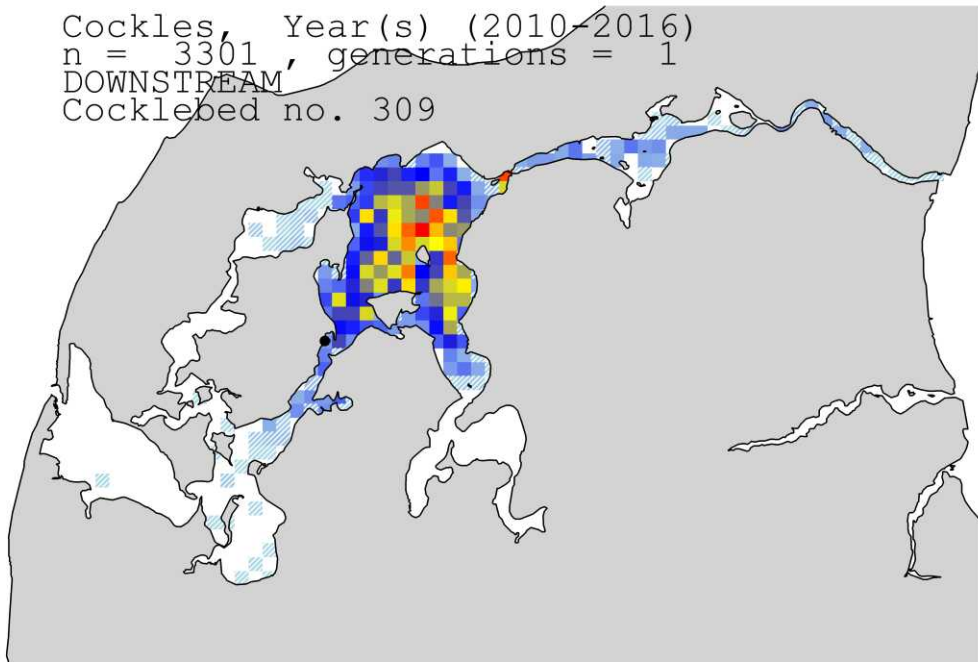 Cockles, Year(s) (2010-2016)
n = 3301 , generations = 1
DOWNSTREAM
Cocklebed no. 309